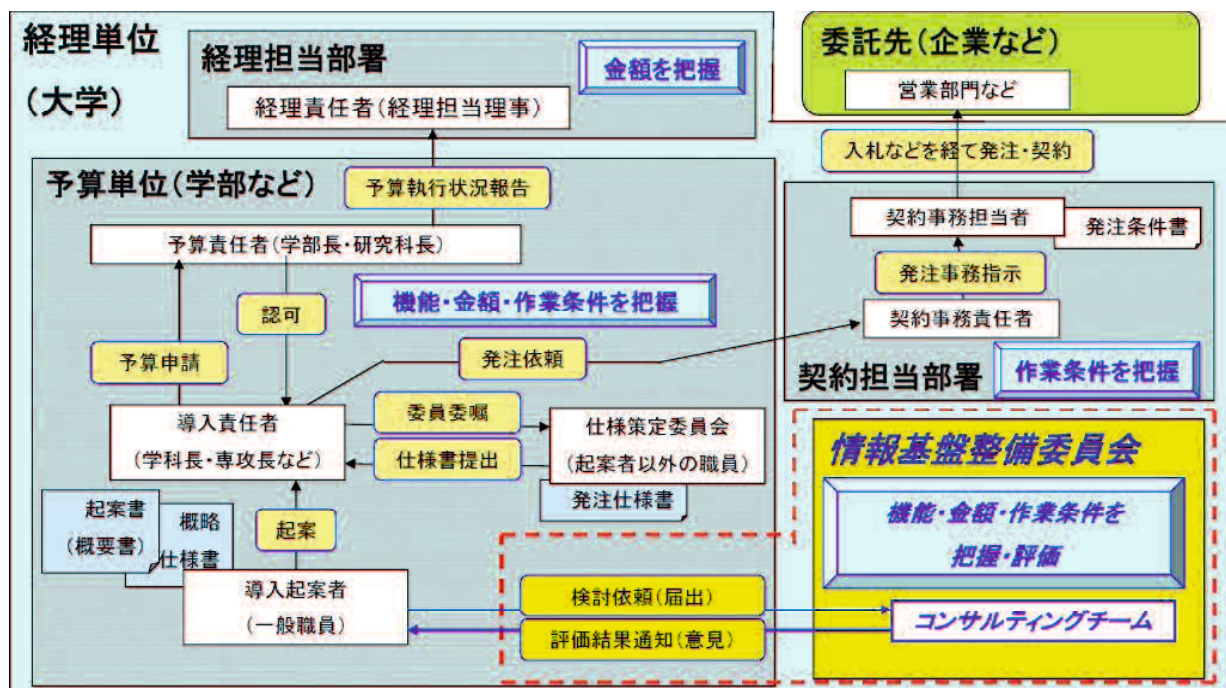 経理単位
(大学)
経理担当部署
金額を把握
経理責任者(経理担当理事)
委託先(企業など)
営業部門など
入札などを経て発注・契約
予算単位(学部など)
予算執行状況報告
予算責任者(学部長・研究科長)
契約事務担当者
発注条件書
発注事務指示
契約事務責任者
契約担当部署
作業条件を把握
認可
機能・金額・作業条件を把握
予算申請
発注依頼
導入責任者
(学科長・専攻長など)
委員委嘱
仕様書提出
仕様策定委員会
(起案者以外の職員)
発注仕様書
起案書
(概要書)
概略
仕様書
起案
導入起案者
(一般職員)
情報基盤整備委員会
機能・金額・作業条件を
把握・評価
検討依頼(届出)
評価結果通知(意見)
コンサルティングチーム